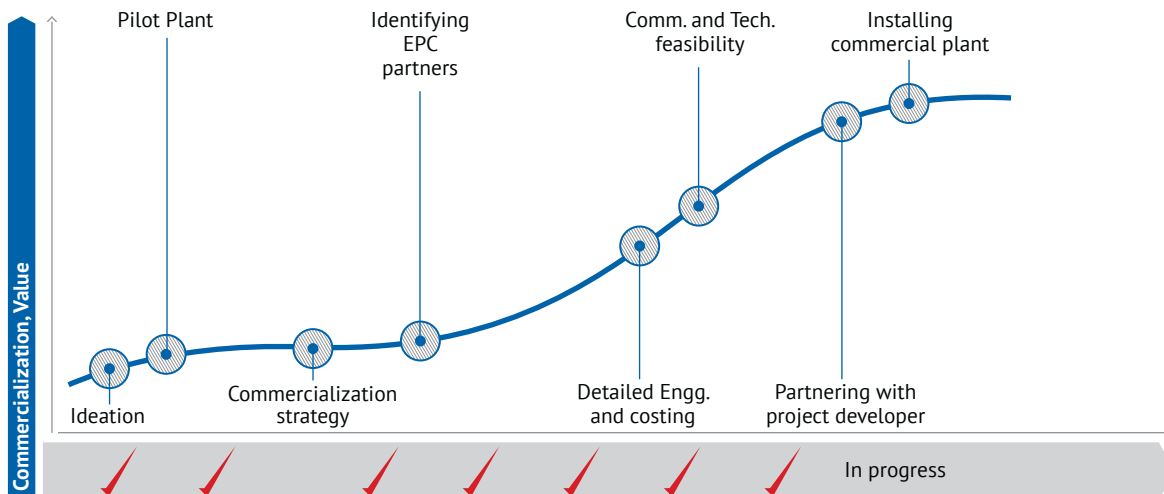 Pilot Plant
Identifying
EPC
partners
Comm. and Tech.
feasibility
Installing
commercial plant
Commercialization, Value
Ideation
Commercialization
strategy
Detailed Engg.
and costing
Partnering with
project developer
In progress